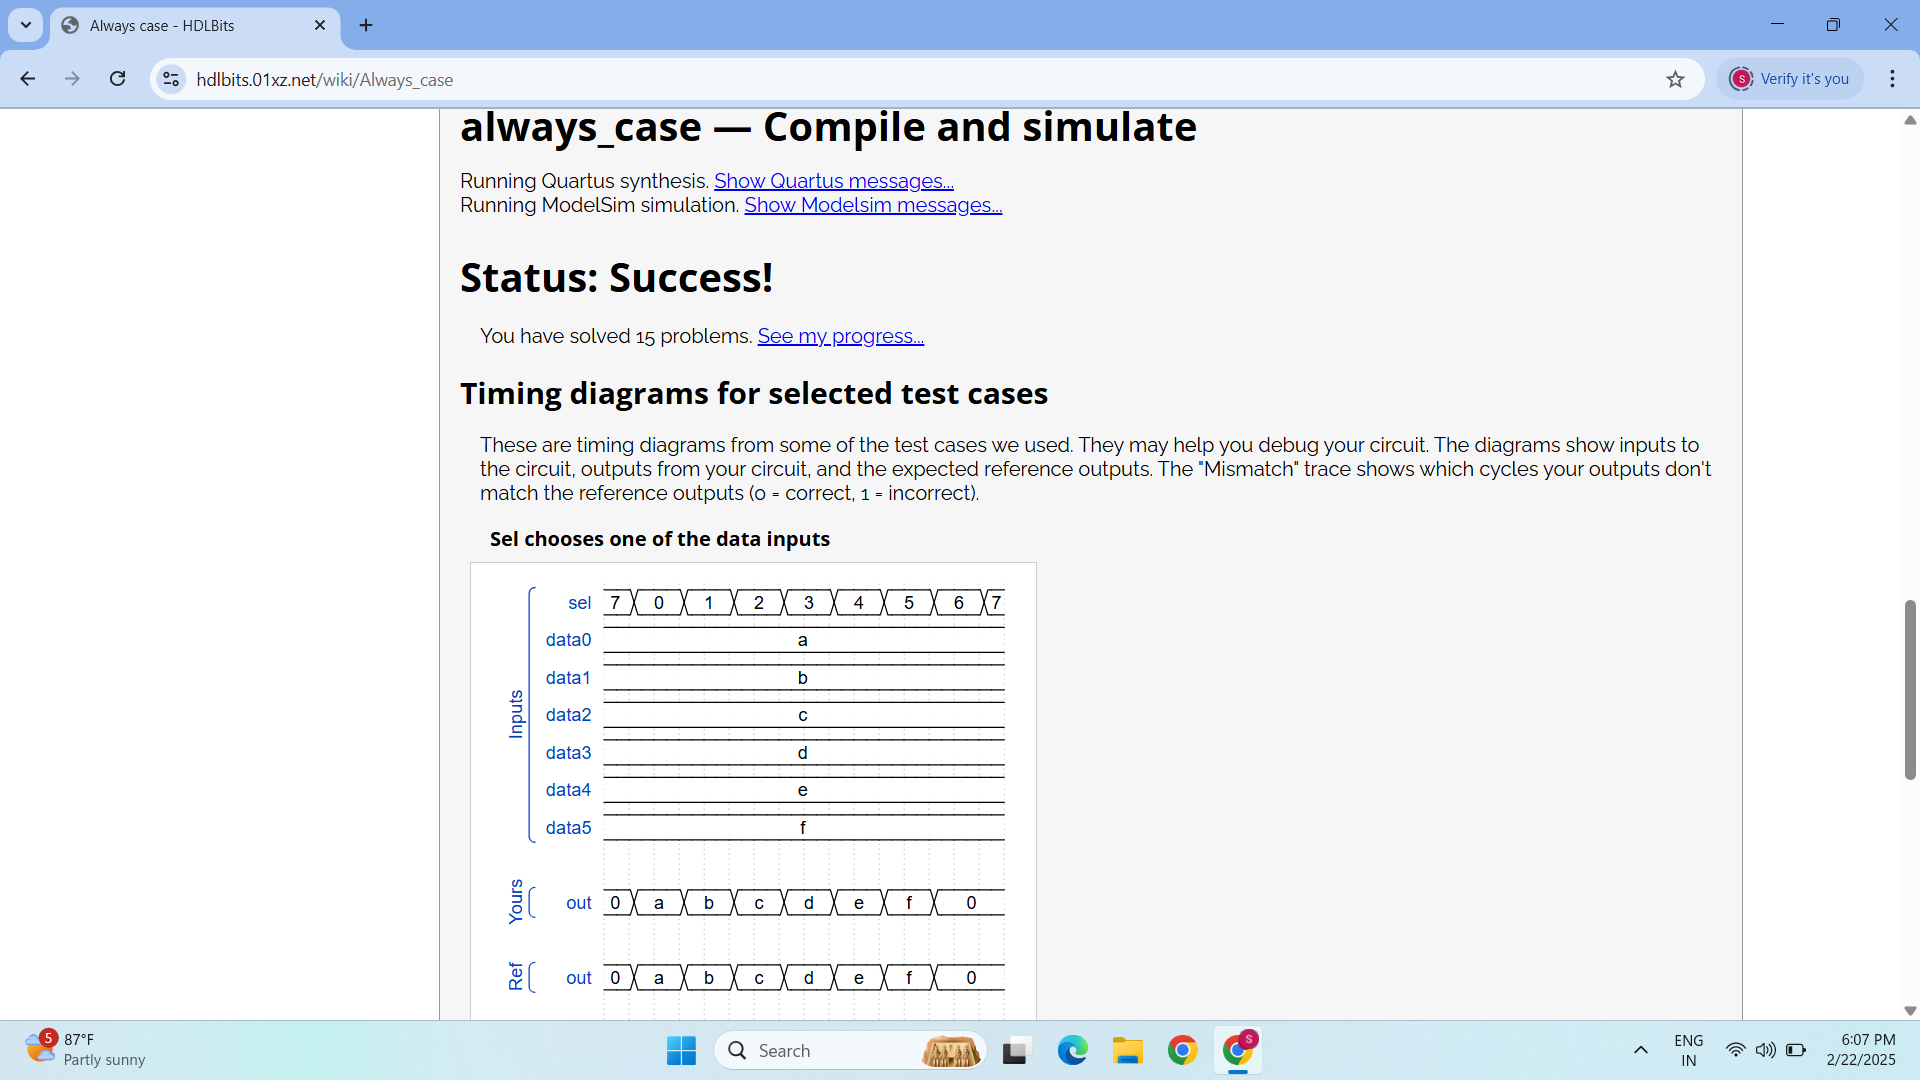 Always case - HDLBits
hdlbits.01xz.net/wiki/Always_case
S
Verify it's you
always_case — Compile and simulate
Running Quartus synthesis. Show Quartus messages...
Running ModelSim simulation. Show Modelsim messages...
Status: Success!
You have solved 15 problems. See my progress...
Timing diagrams for selected test cases
These are timing diagrams from some of the test cases we used. They may help you debug your circuit. The diagrams show inputs to
the circuit, outputs from your circuit, and the expected reference outputs. The "Mismatch" trace shows which cycles your outputs don't
match the reference outputs (0 = correct, 1 = incorrect).
Sel chooses one of the data inputs
Inputs
sel 7 0 1 2 3 4 5 6 7
data0 a
data1 b
data2 c
data3 d
data4 e
data5 f
Yours
out 0 a b c d e f 0
Ref
out 0 a b c d e f 0
5
87°F
Partly sunny
Search
S
ENG
IN
6:07 PM
2/22/2025